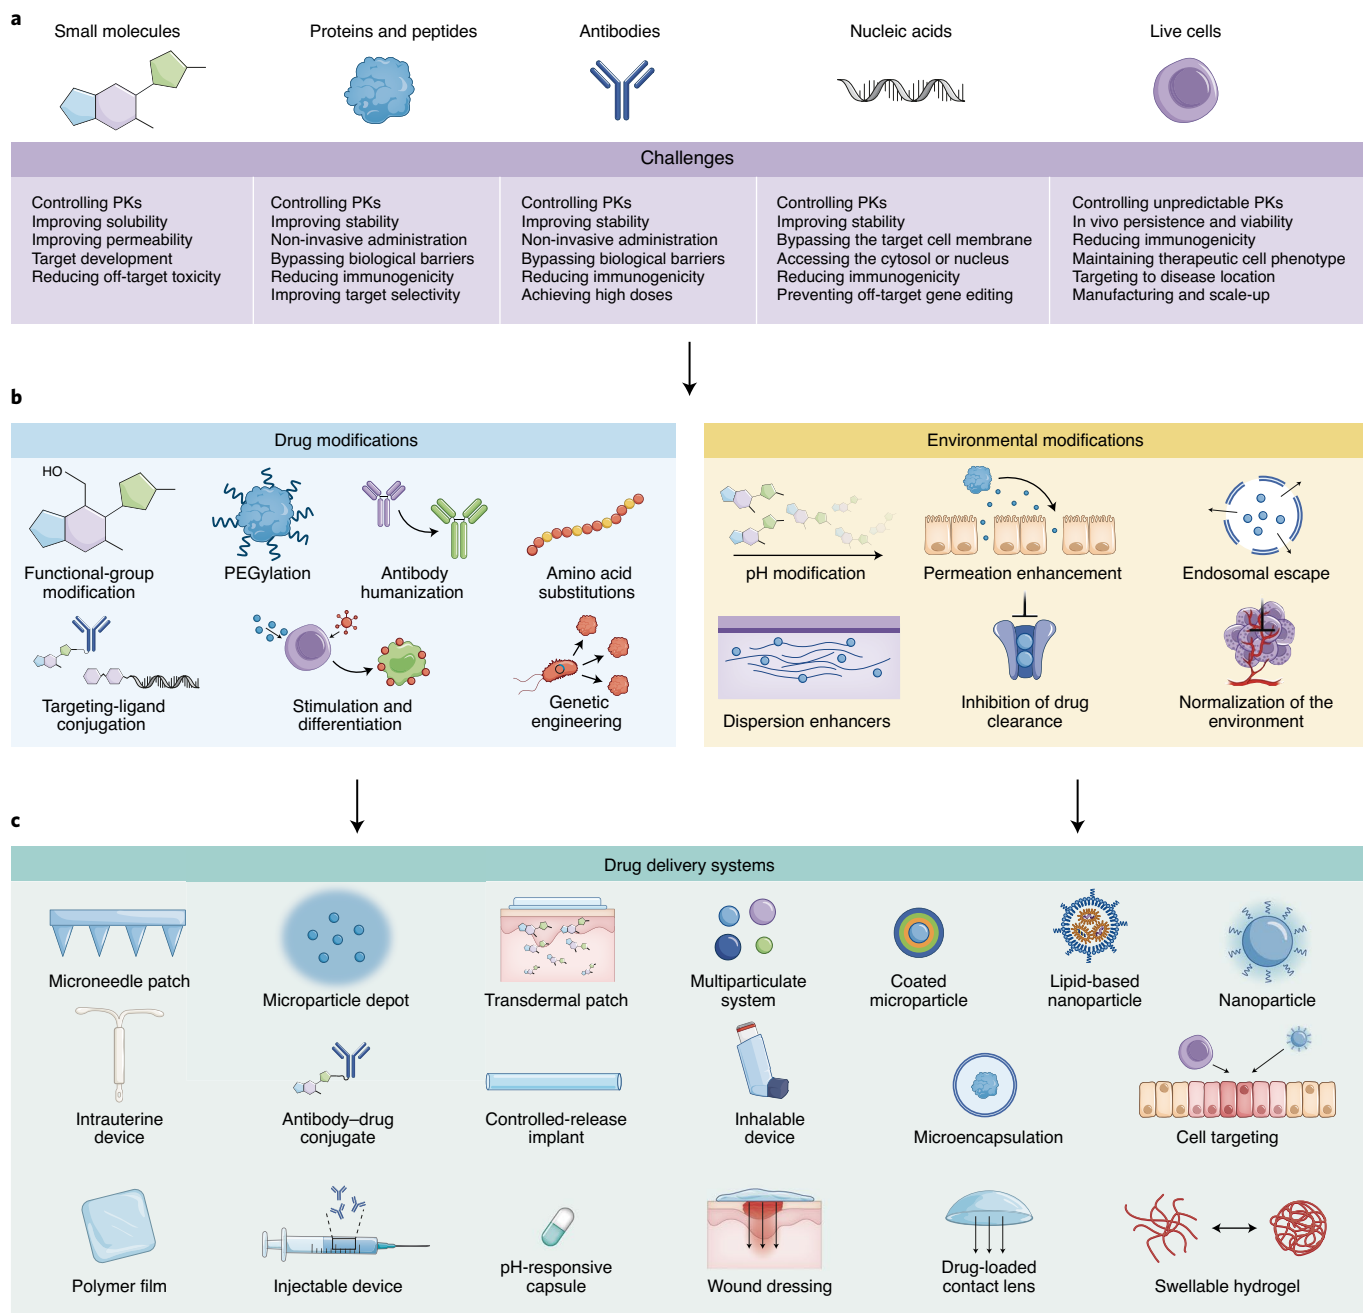 a
Small molecules
Proteins and peptides
Antibodies
Nucleic acids
Live cells
Challenges
Controlling PKs
Improving solubility
Improving permeability
Target development
Reducing off-target toxicity
Controlling PKs
Improving stability
Non-invasive administration
Bypassing biological barriers
Reducing immunogenicity
Improving target selectivity
Controlling PKs
Improving stability
Non-invasive administration
Bypassing biological barriers
Reducing immunogenicity
Achieving high doses
Controlling PKs
Improving stability
Bypassing the target cell membrane
Accessing the cytosol or nucleus
Reducing immunogenicity
Preventing off-target gene editing
Controlling unpredictable PKs
In vivo persistence and viability
Reducing immunogenicity
Maintaining therapeutic cell phenotype
Targeting to disease location
Manufacturing and scale-up
b
Drug modifications
HO
Functional-group
modification
PEGylation
Antibody
humanization
Amino acid
substitutions
Targeting-ligand
conjugation
Stimulation and
differentiation
Genetic
engineering
Environmental modifications
pH modification
Permeation enhancement
Endosomal escape
Dispersion enhancers
Inhibition of drug
clearance
Normalization of the
environment
c
Drug delivery systems
Microneedle patch
Microparticle depot
Transdermal patch
Multiparticulate
system
Coated
microparticle
Lipid-based
nanoparticle
Nanoparticle
Intrauterine
device
Antibody–drug
conjugate
Controlled-release
implant
Inhalable
device
Microencapsulation
Cell targeting
Polymer film
Injectable device
pH-responsive
capsule
Wound dressing
Drug-loaded
contact lens
Swellable hydrogel